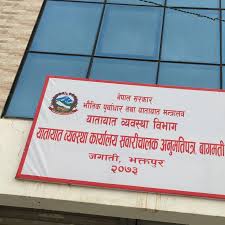 नेपाल सरकार
भौतिक पूर्वाधार तथा यातायात मन्त्रालय
यातायात व्यवस्था विभाग
यातायात व्यवस्था कार्यालय सवारीचालक अनुमतिपत्र, बागमती
जगाती, भक्तपुर
२०७३